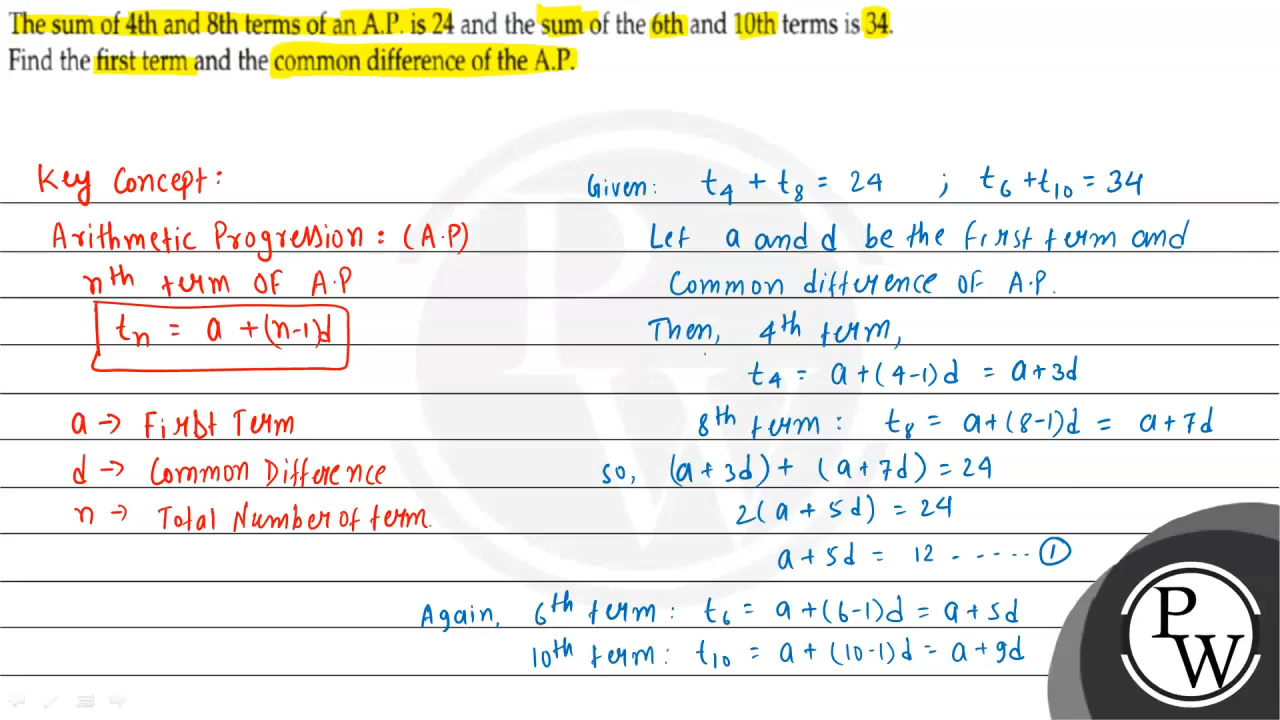 The sum of 4th and 8th terms of an A.P. is 24 and the sum of the 6th and 10th terms is 34.
Find the first term and the common difference of the A.P.
Key Concept:
Arithmetic Progression: (A.P)
nth term OF A.P
tn = a + (n-1)d
a → First Term
d → Common Difference
n → Total Number of term.
Given: t4 + t8 = 24 ; t6 + t10 = 34
Let a and d be the first term and
Common difference OF A.P.
Then, 4th term,
t4 = a + (4-1)d = a+3d
8th term: t8 = a+(8-1)d = a+7d
so, (a+3d) + (a+7d) = 24
2(a + 5d) = 24
a + 5d = 12 ------ ①
Again, 6th term: t6 = a+(6-1)d = a+5d
10th term: t10 = a + (10-1)d = a+9d
PW
PW